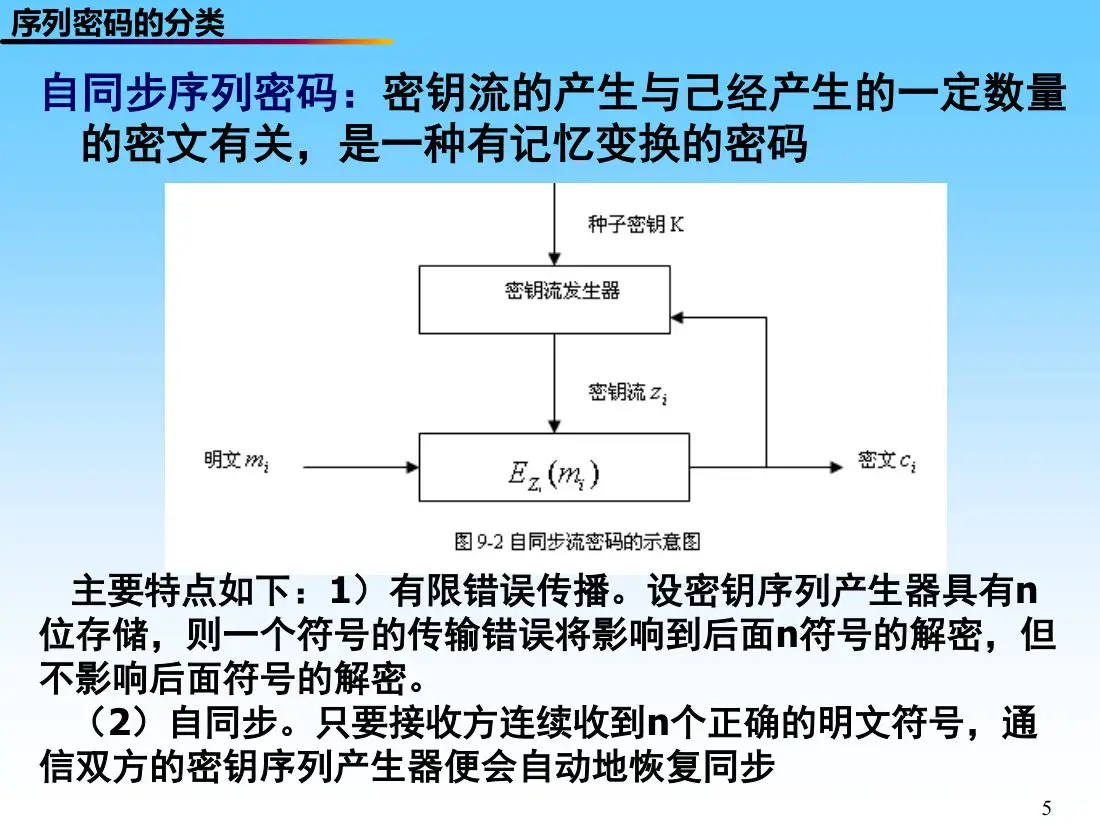 序列密码的分类
自同步序列密码：密钥流的产生与己经产生的一定数量
的密文有关，是一种有记忆变换的密码
种子密钥 K
密钥流发生器
密钥流 zᵢ
明文 mᵢ
E_{Zᵢ}(mᵢ)
密文 cᵢ
图 9-2 自同步流密码的示意图
主要特点如下：1）有限错误传播。设密钥序列产生器具有n
位存储，则一个符号的传输错误将影响到后面n符号的解密，但
不影响后面符号的解密。
（2）自同步。只要接收方连续收到n个正确的明文符号，通
信双方的密钥序列产生器便会自动地恢复同步
5